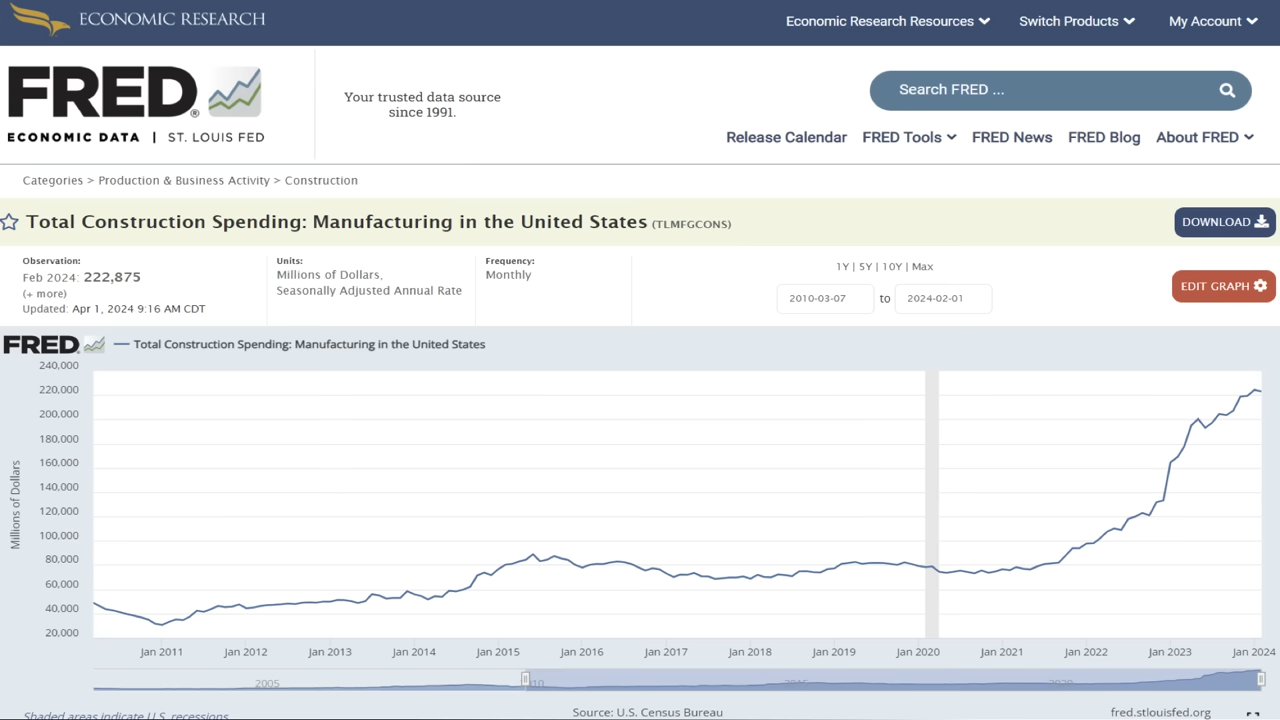 ECONOMIC RESEARCH
Economic Research Resources
Switch Products
My Account
FRED®
ECONOMIC DATA | ST. LOUIS FED
Your trusted data source
since 1991.
Search FRED ...
Release Calendar
FRED Tools
FRED News
FRED Blog
About FRED
Categories > Production & Business Activity > Construction
Total Construction Spending: Manufacturing in the United States (TLMFGCONS)
DOWNLOAD
Observation:
Feb 2024: 222,875
(+ more)
Updated: Apr 1, 2024 9:16 AM CDT
Units:
Millions of Dollars,
Seasonally Adjusted Annual Rate
Frequency:
Monthly
1Y | 5Y | 10Y | Max
2010-03-07 to 2024-02-01
EDIT GRAPH
FRED
Total Construction Spending: Manufacturing in the United States
240,000
220,000
200,000
180,000
160,000
140,000
120,000
100,000
80,000
60,000
40,000
20,000
Millions of Dollars
Jan 2011
Jan 2012
Jan 2013
Jan 2014
Jan 2015
Jan 2016
Jan 2017
Jan 2018
Jan 2019
Jan 2020
Jan 2021
Jan 2022
Jan 2023
Jan 2024
2005
2015
2020
Shaded areas indicate U.S. recessions.
Source: U.S. Census Bureau
fred.stlouisfed.org